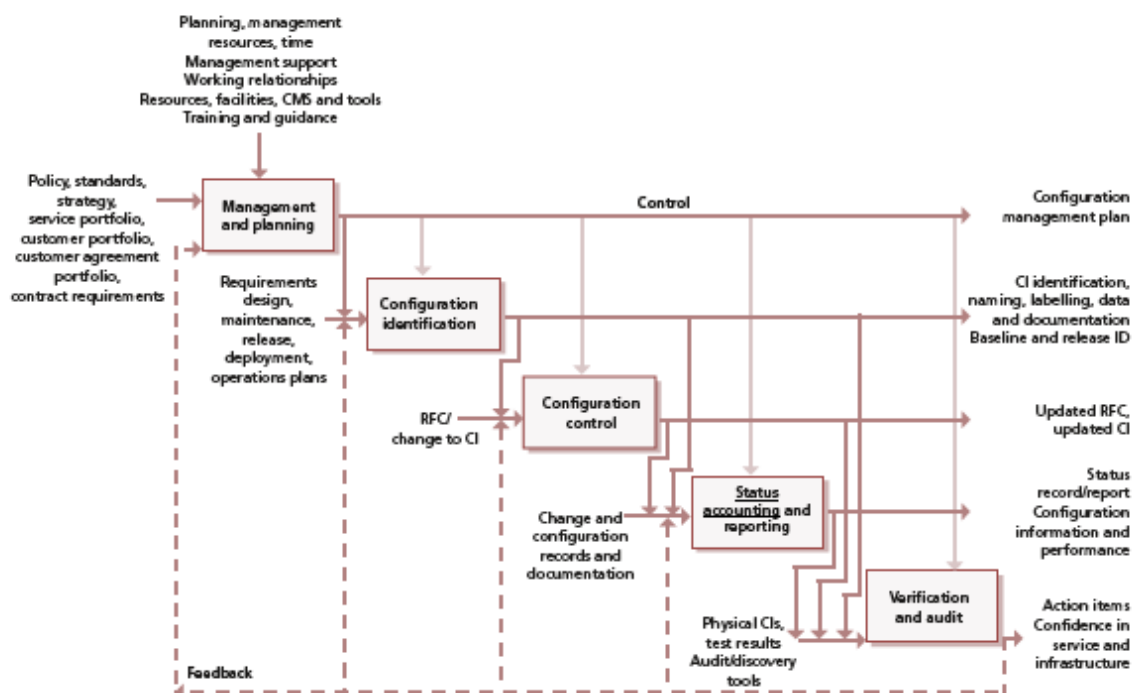 Planning, management
resources, time
Management support
Working relationships
Resources, facilities, CMS and tools
Training and guidance
Policy, standards,
strategy,
service portfolio,
customer portfolio,
customer agreement
portfolio,
contract requirements
Management
and planning
Control
Configuration
management plan
Requirements
design,
maintenance,
release,
deployment,
operations plans
Configuration
identification
CI identification,
naming, labelling, data
and documentation
Baseline and release ID
RFC/
change to CI
Configuration
control
Updated RFC,
updated CI
Change and
configuration
records and
documentation
Status
accounting and
reporting
Status
record/report
Configuration
information and
performance
Physical CIs,
test results
Audit/discovery
tools
Verification
and audit
Action items
Confidence in
service and
infrastructure
Feedback